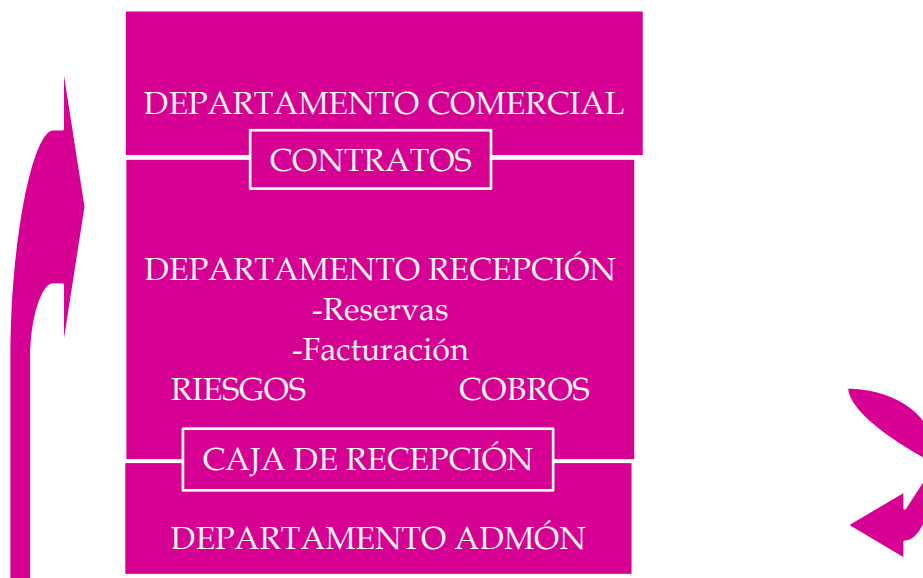 DEPARTAMENTO COMERCIAL
CONTRATOS
DEPARTAMENTO RECEPCIÓN
-Reservas
-Facturación
RIESGOS COBROS
CAJA DE RECEPCIÓN
DEPARTAMENTO ADMÓN